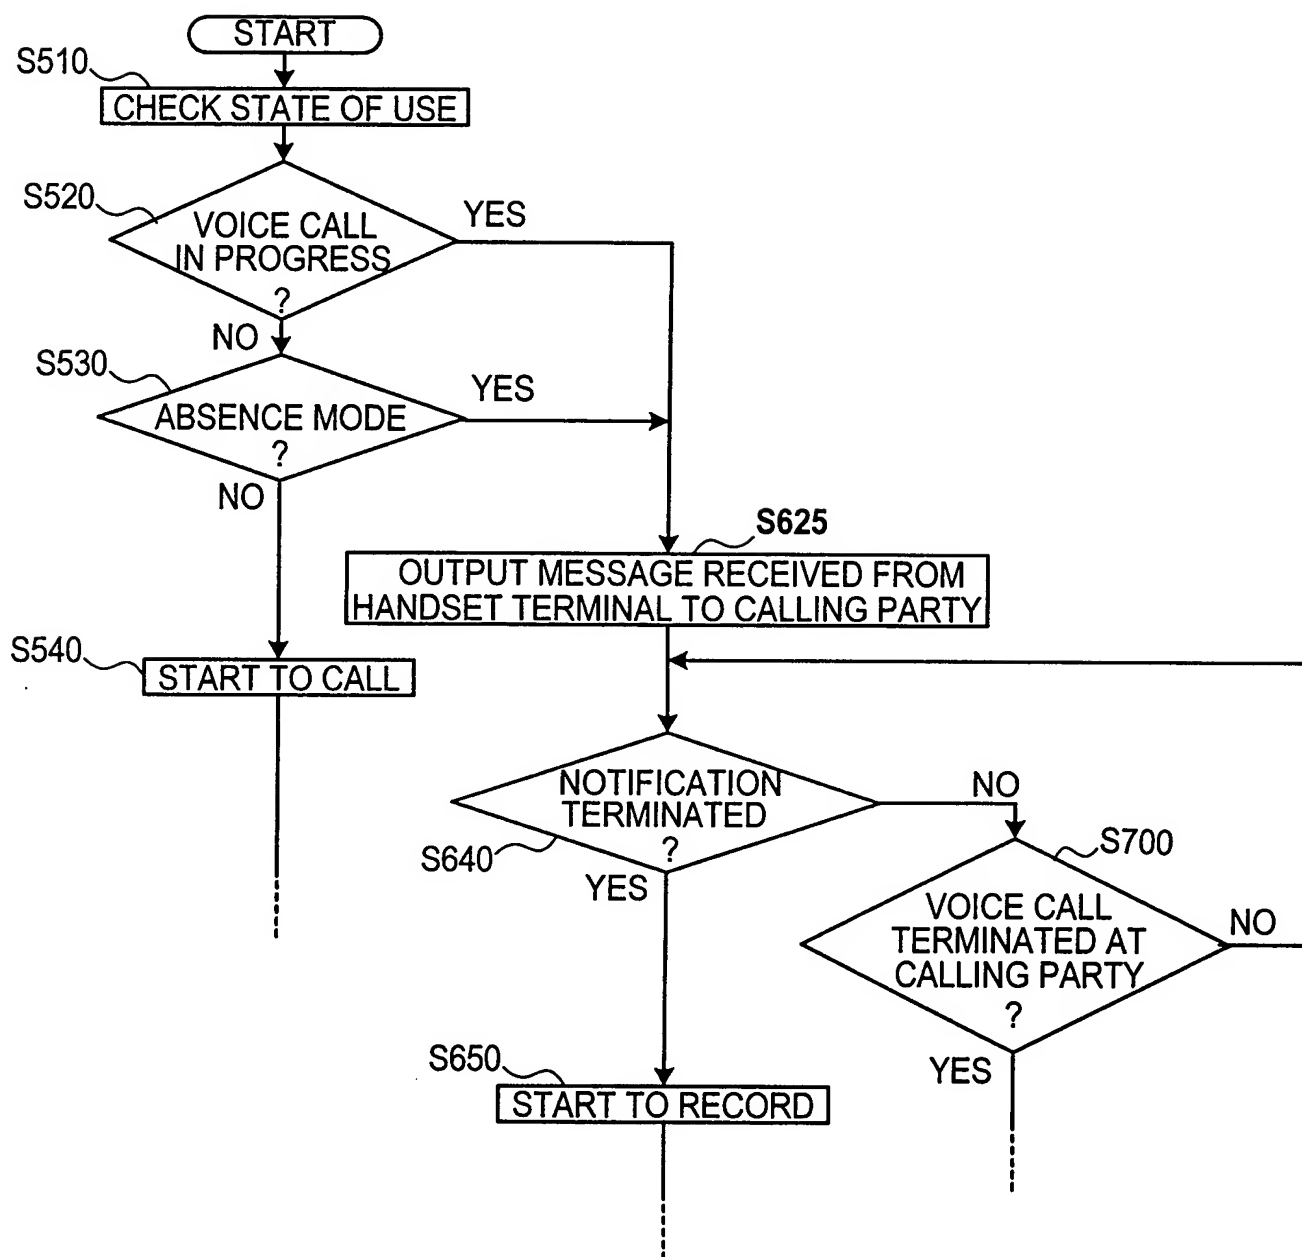 START
S510
CHECK STATE OF USE
S520
VOICE CALL
IN PROGRESS
?
YES
NO
S530
ABSENCE MODE
?
YES
NO
S625
OUTPUT MESSAGE RECEIVED FROM
HANDSET TERMINAL TO CALLING PARTY
S540
START TO CALL
NOTIFICATION
TERMINATED
?
NO
S640
YES
S700
VOICE CALL
TERMINATED AT
CALLING PARTY
?
NO
YES
S650
START TO RECORD